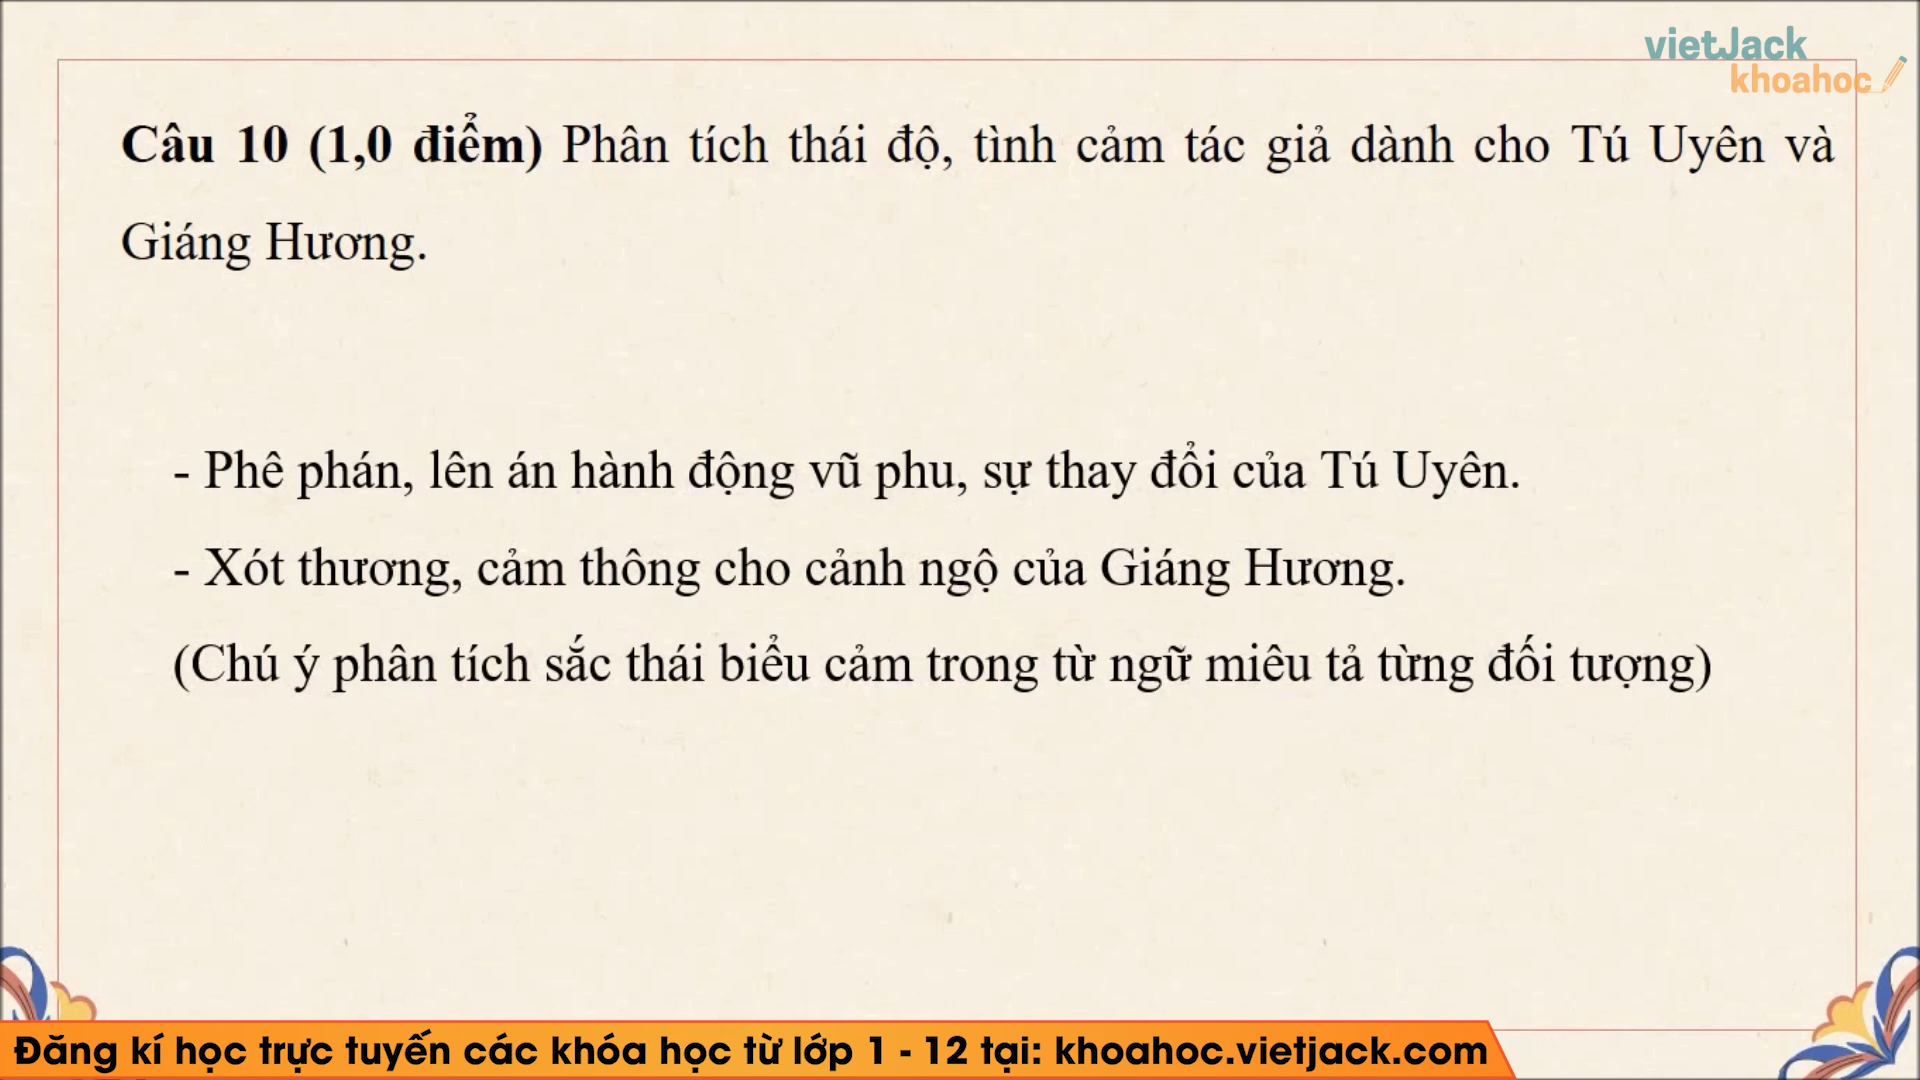 vietJack
khoahoc
Câu 10 (1,0 điểm) Phân tích thái độ, tình cảm tác giả dành cho Tú Uyên và
Giáng Hương.
- Phê phán, lên án hành động vũ phu, sự thay đổi của Tú Uyên.
- Xót thương, cảm thông cho cảnh ngộ của Giáng Hương.
(Chú ý phân tích sắc thái biểu cảm trong từ ngữ miêu tả từng đối tượng)
Đăng kí học trực tuyến các khóa học từ lớp 1 - 12 tại: khoahoc.vietjack.com